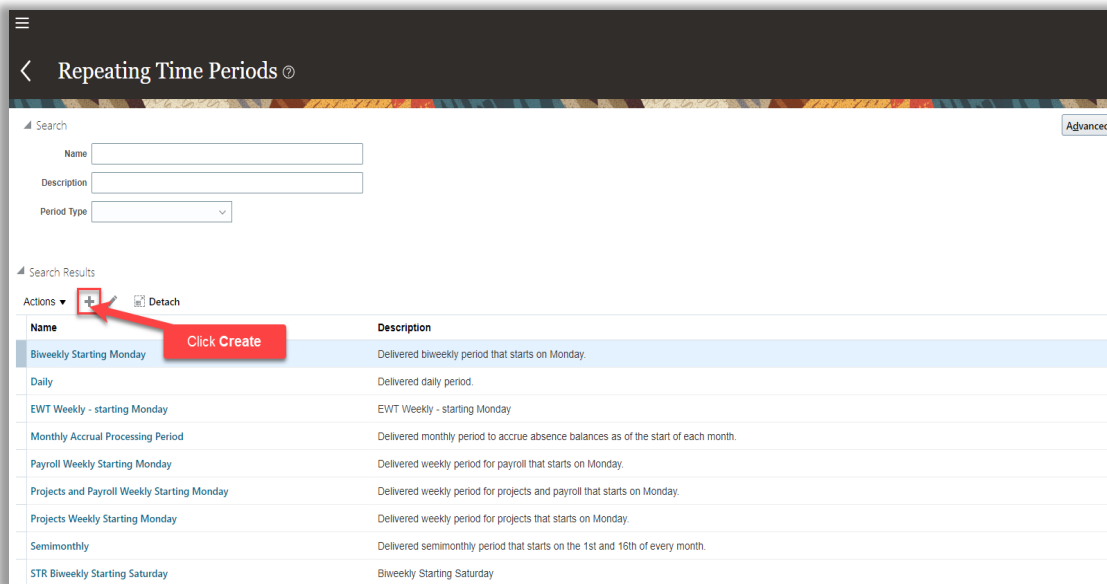 Repeating Time Periods
Search
Advanced
Name
Description
Period Type
Search Results
Actions Detach
Name Description
Click Create
Biweekly Starting Monday Delivered biweekly period that starts on Monday.
Daily Delivered daily period.
EWT Weekly - starting Monday EWT Weekly - starting Monday
Monthly Accrual Processing Period Delivered monthly period to accrue absence balances as of the start of each month.
Payroll Weekly Starting Monday Delivered weekly period for payroll that starts on Monday.
Projects and Payroll Weekly Starting Monday Delivered weekly period for projects and payroll that starts on Monday.
Projects Weekly Starting Monday Delivered weekly period for projects that starts on Monday.
Semimonthly Delivered semimonthly period that starts on the 1st and 16th of every month.
STR Biweekly Starting Saturday Biweekly Starting Saturday